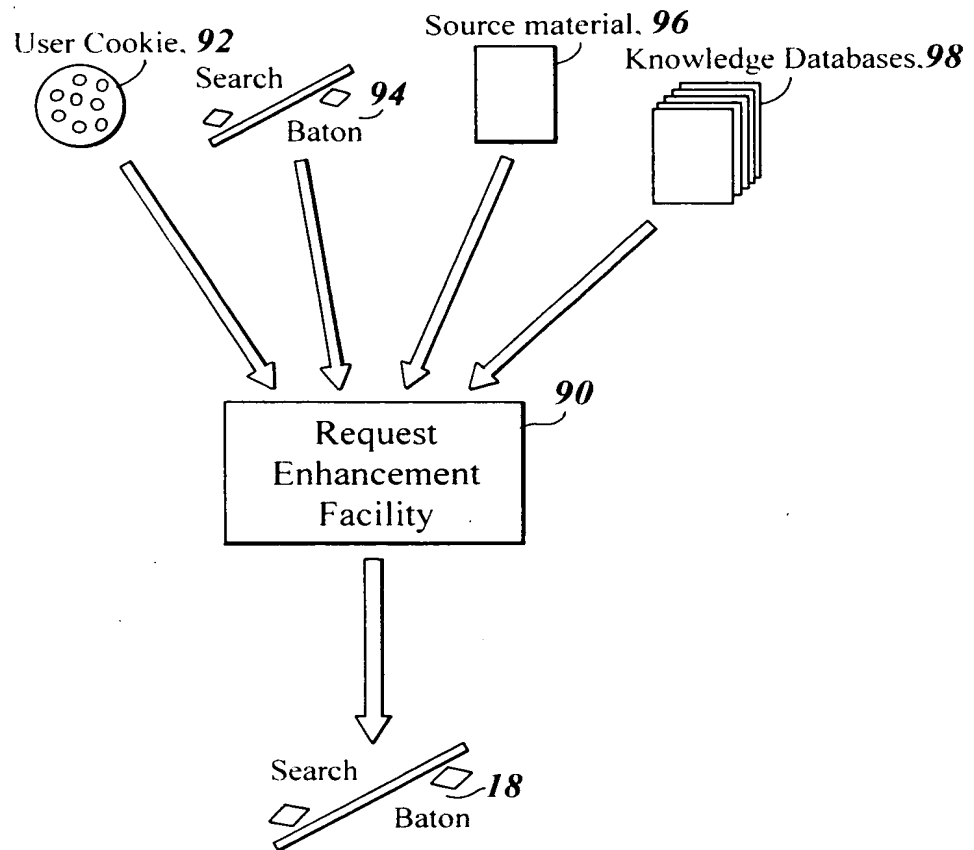 User Cookie, 92
Search
Baton
94
Source material, 96
Knowledge Databases, 98
Request
Enhancement
Facility
90
Search
Baton
18